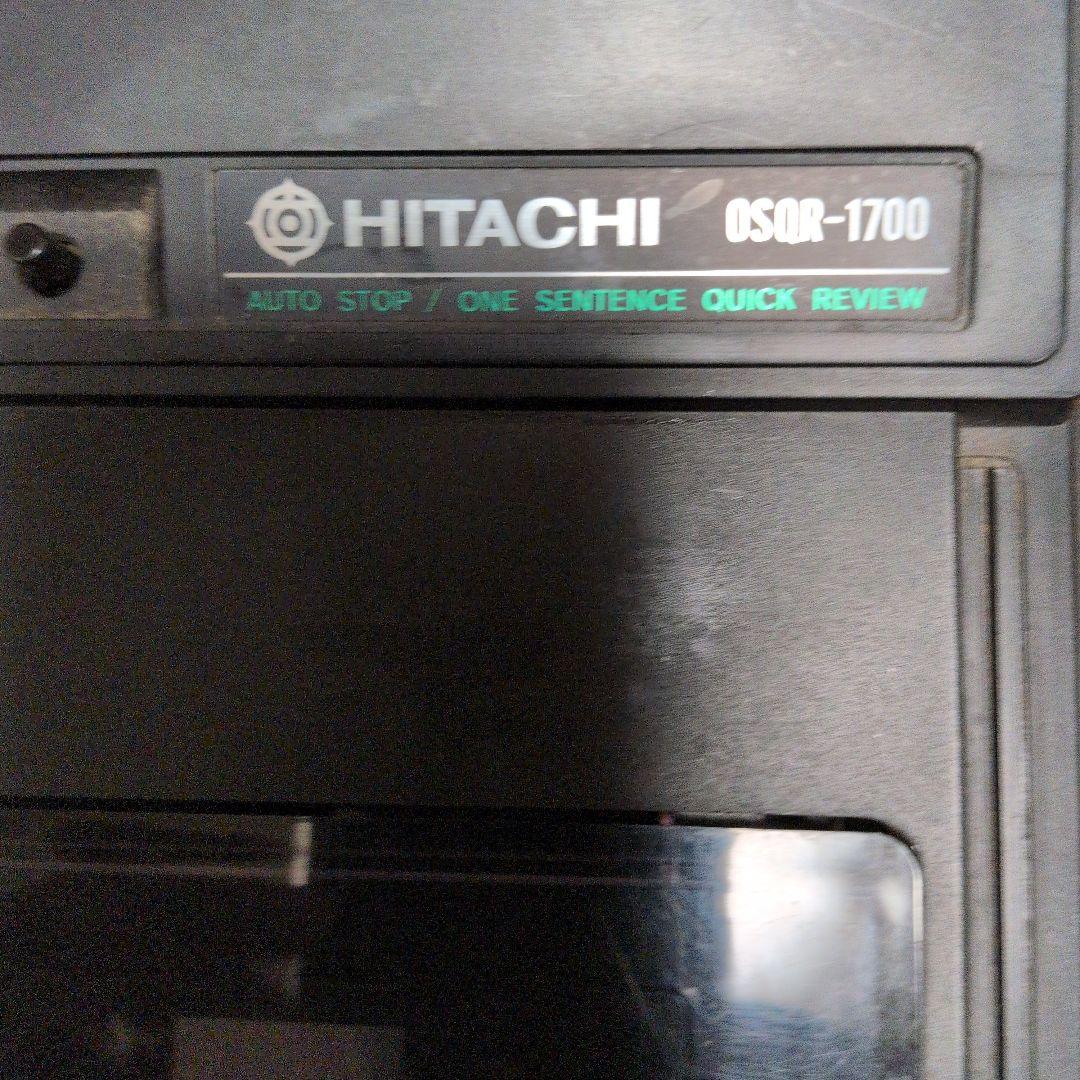 HITACHI OSQR-1700
AUTO STOP / ONE SENTENCE QUICK REVIEW